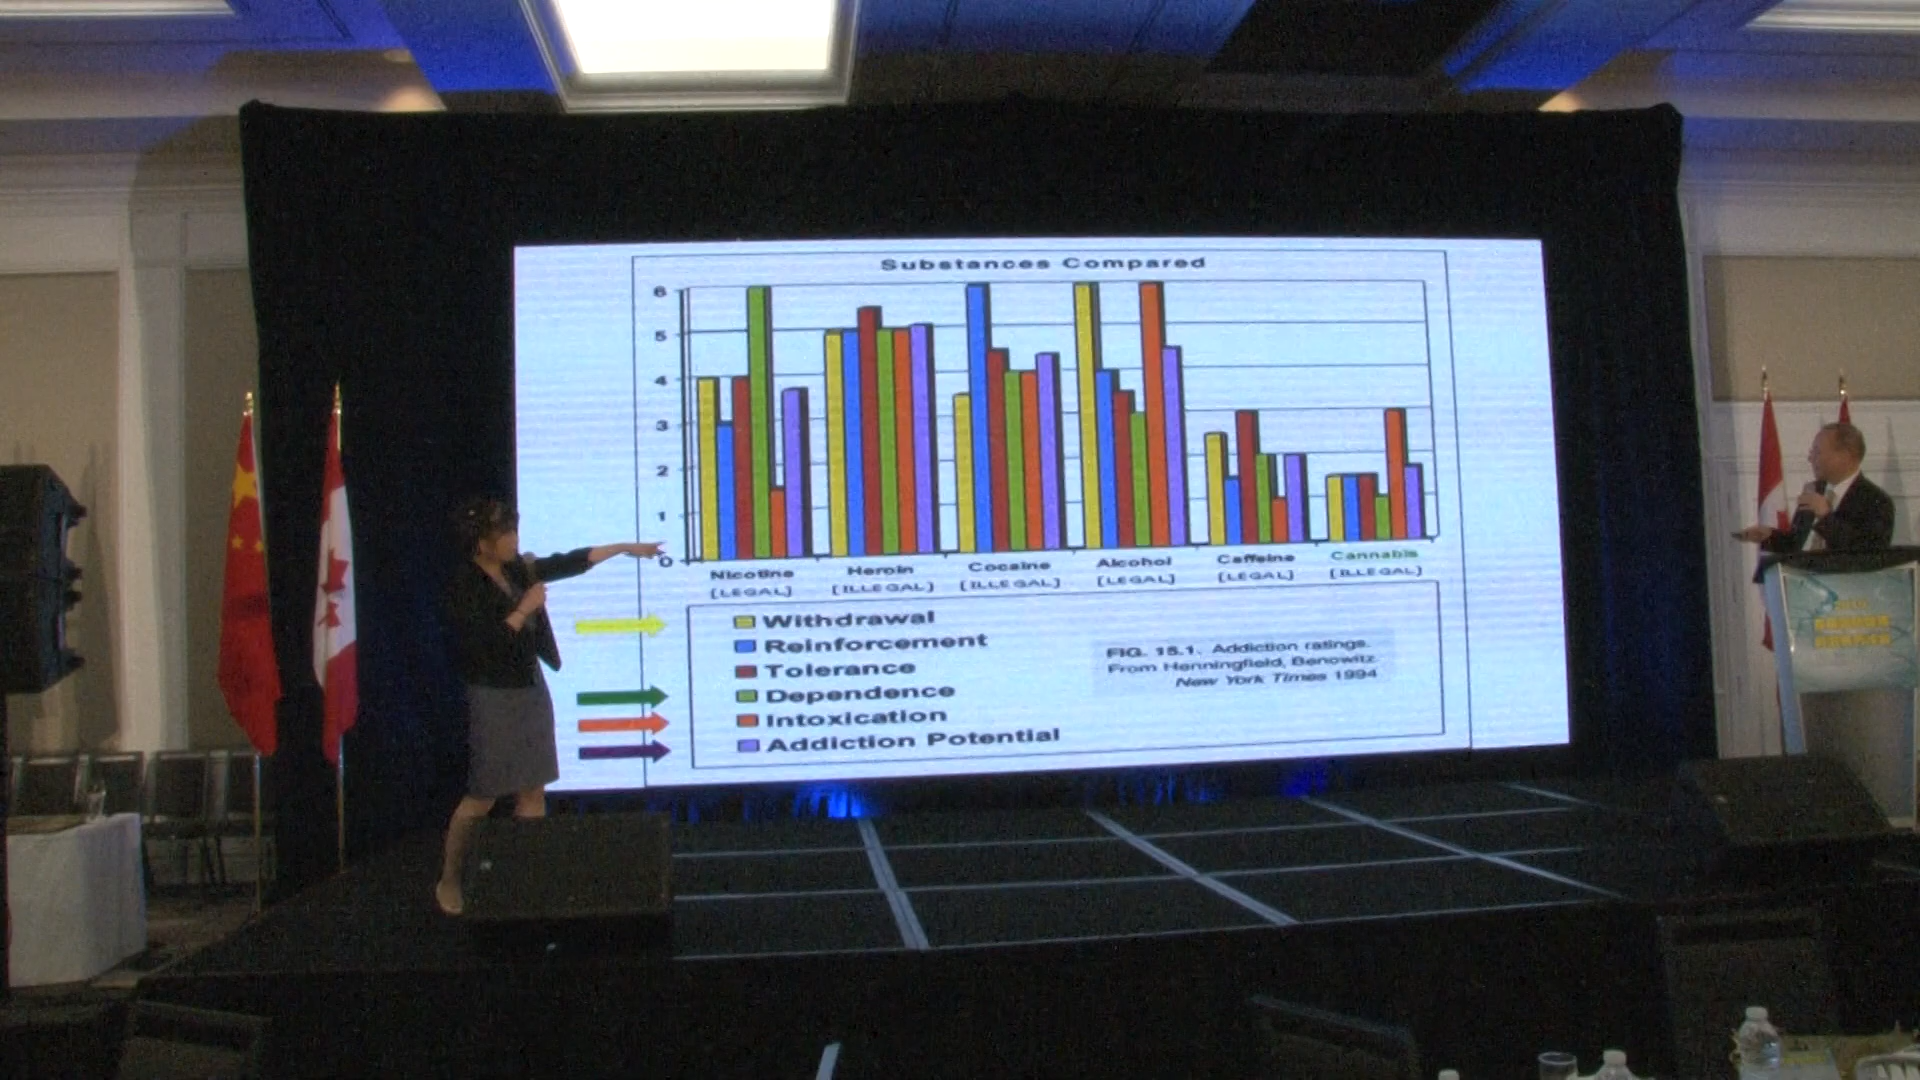 Substances Compared
6
5
4
3
2
1
0
Nicotine Heroin Cocaine Alcohol Caffeine Cannabis
[LEGAL] [ILLEGAL] [ILLEGAL] [LEGAL] [LEGAL] [ILLEGAL]
Withdrawal
Reinforcement
Tolerance
Dependence
Intoxication
Addiction Potential
FIG. 15.1. Addiction ratings.
From Henningfield, Benowitz
New York Times 1994